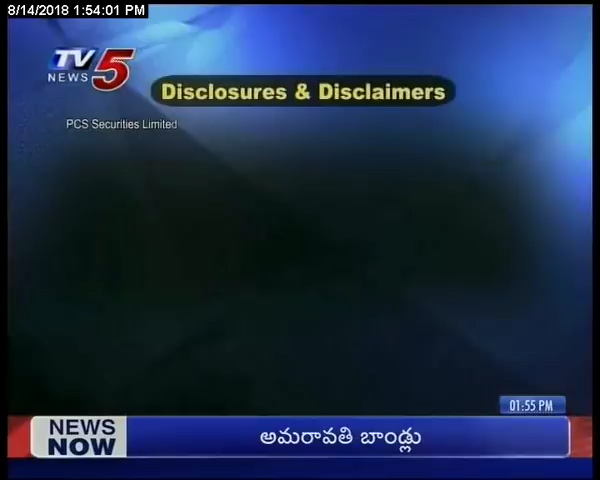 8/14/2018 1:54:01 PM
TV5
NEWS
Disclosures & Disclaimers
PCS Securities Limited
01:55 PM
NEWS
NOW
అమరావతి బాండ్లు